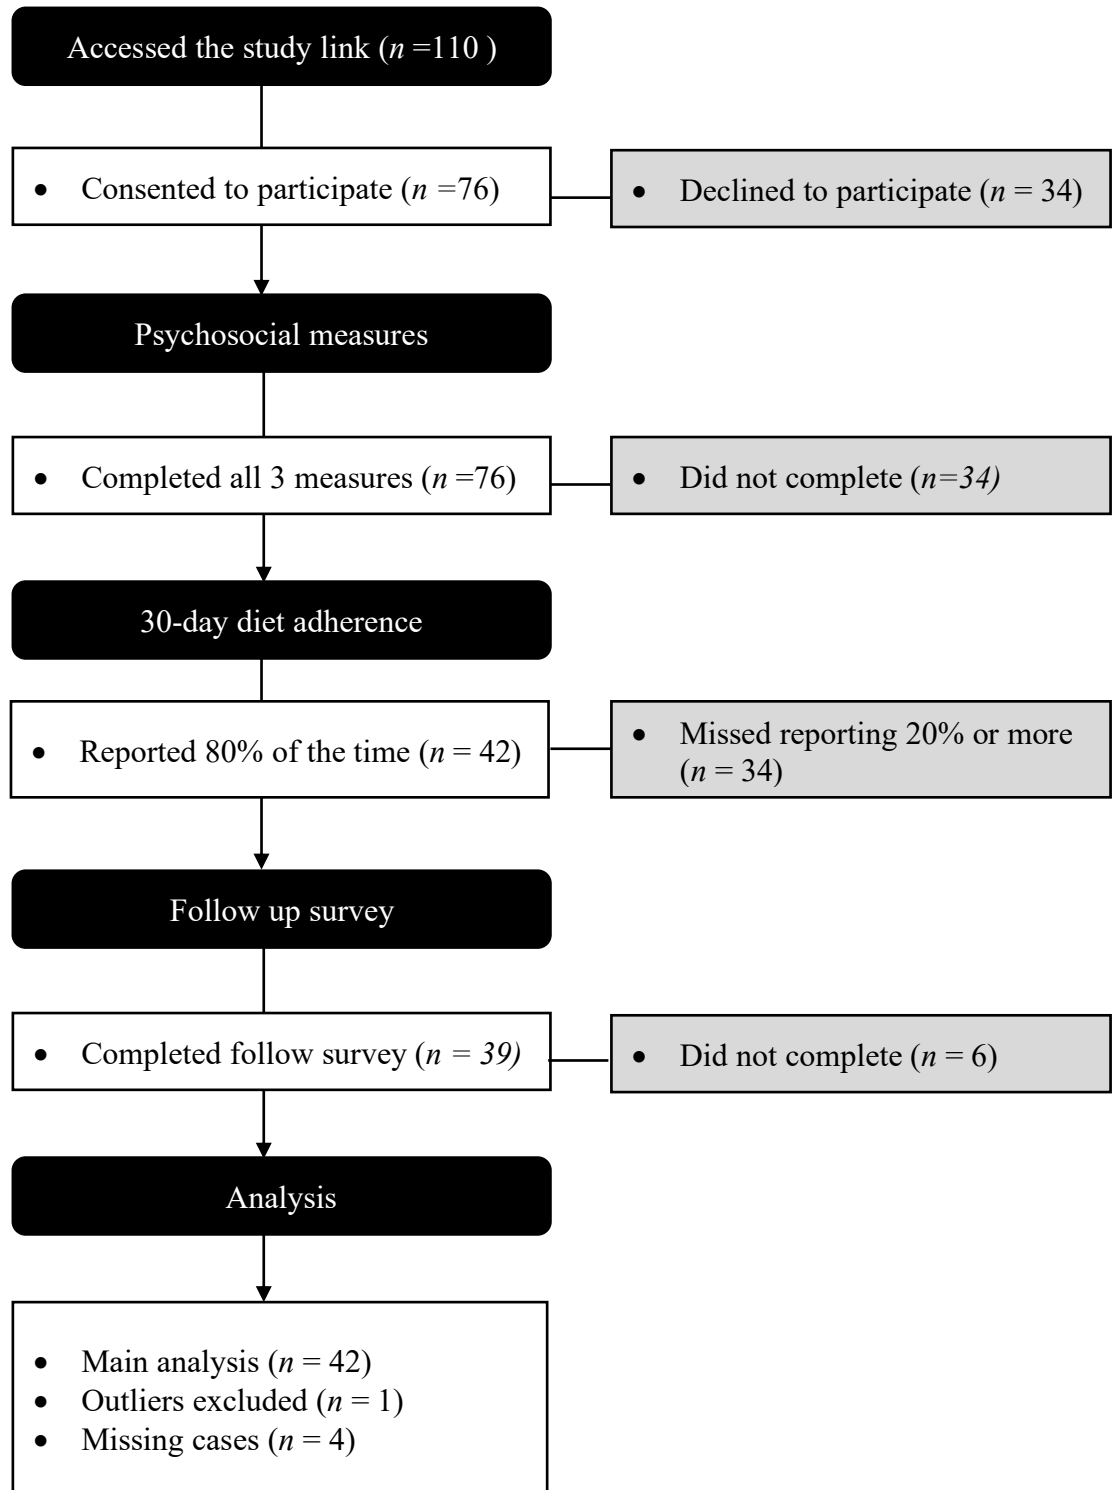 Accessed the study link (n =110 )
• Consented to participate (n =76)
• Declined to participate (n = 34)
Psychosocial measures
• Completed all 3 measures (n =76)
• Did not complete (n=34)
30-day diet adherence
• Reported 80% of the time (n = 42)
• Missed reporting 20% or more
(n = 34)
Follow up survey
• Completed follow survey (n = 39)
• Did not complete (n = 6)
Analysis
• Main analysis (n = 42)
• Outliers excluded (n = 1)
• Missing cases (n = 4)